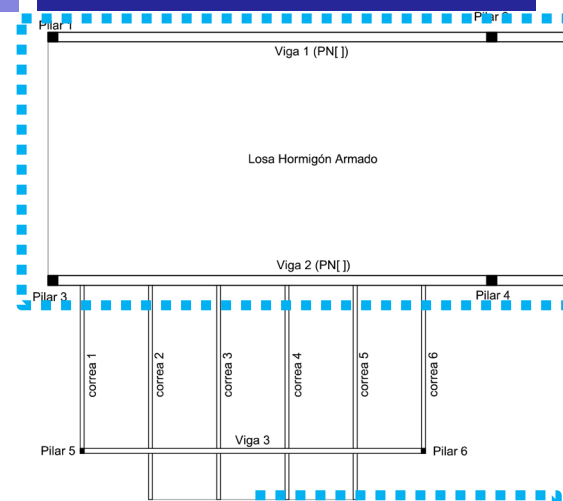 Pilar 1
Pilar 2
Viga 1 (PN[ ])
Losa Hormigón Armado
Viga 2 (PN[ ])
Pilar 3
Pilar 4
correa 1
correa 2
correa 3
correa 4
correa 5
correa 6
Viga 3
Pilar 5
Pilar 6